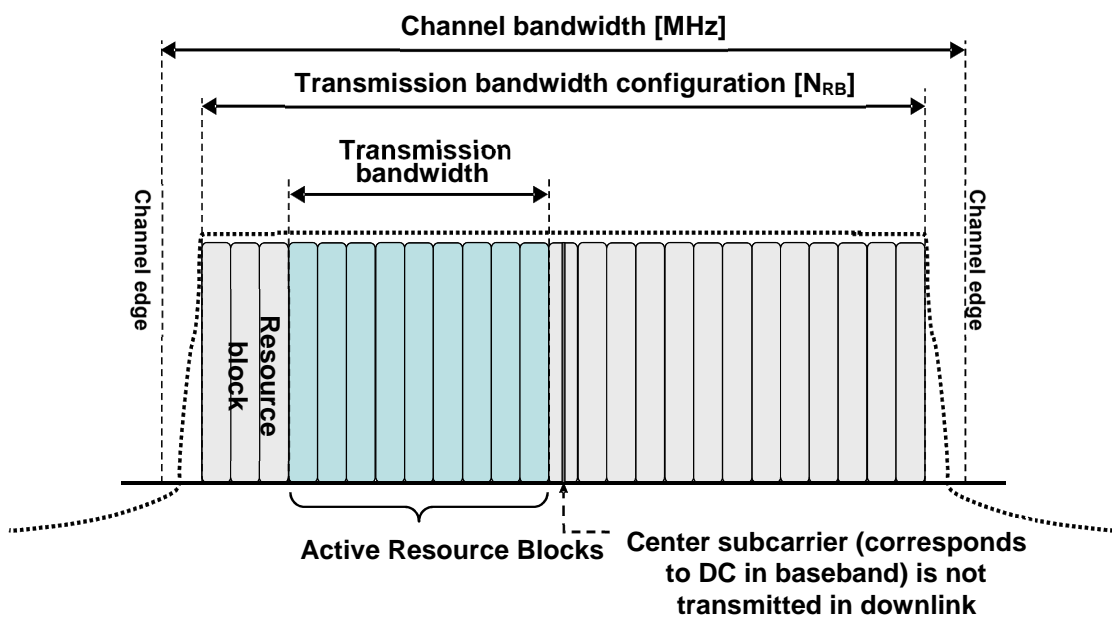 Channel bandwidth [MHz]
Transmission bandwidth configuration [NRB]
Transmission
bandwidth
Channel edge
Channel edge
Resource
block
Active Resource Blocks
Center subcarrier (corresponds
to DC in baseband) is not
transmitted in downlink